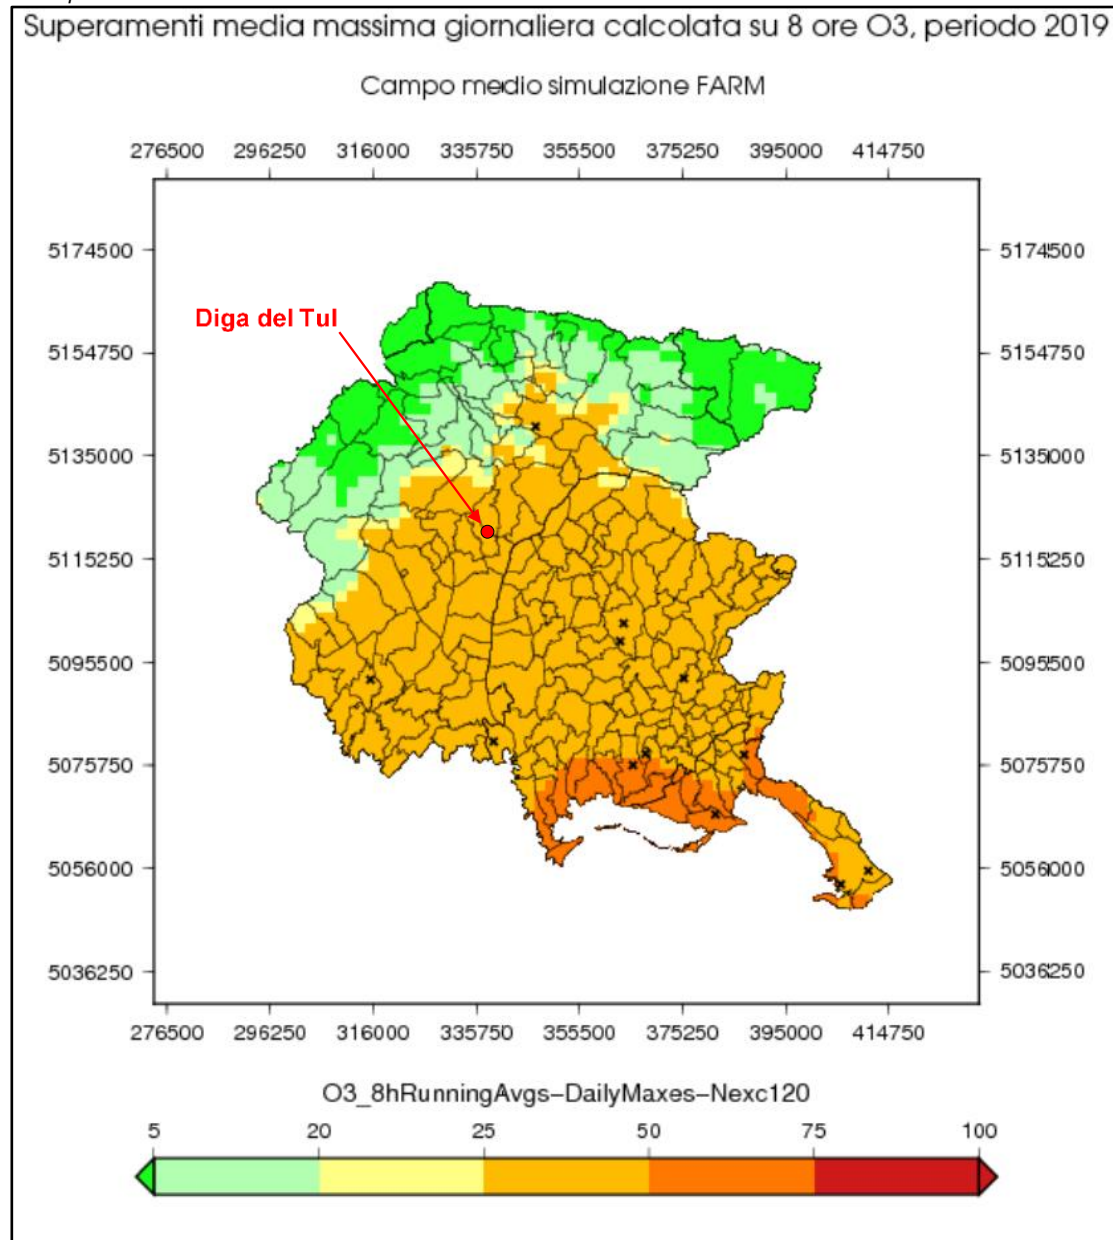 Superamenti media massima giornaliera calcolata su 8 ore O3, periodo 2019
Campo medio simulazione FARM
276500 296250 316000 335750 355500 375250 395000 414750
5174500 5174500
Diga del Tul
5154750 5154750
5135000 5135000
5115250 5115250
5095500 5095500
5075750 5075750
5056000 5056000
5036250 5036250
276500 296250 316000 335750 355500 375250 395000 414750
O3_8hRunningAvgs-DailyMaxes-Nexc120
5 20 25 50 75 100